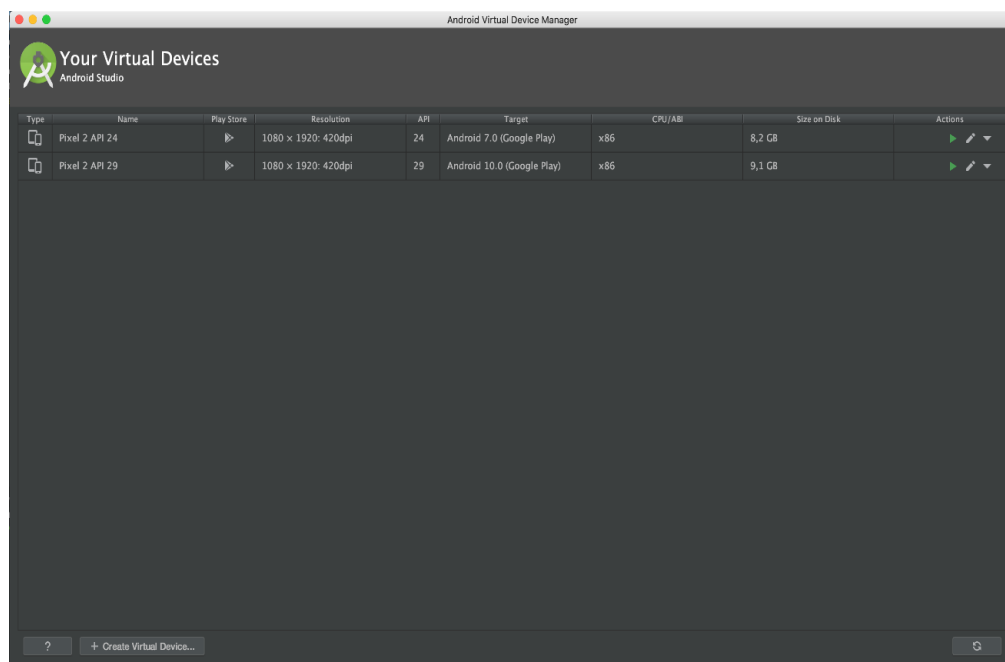 Android Virtual Device Manager
Your Virtual Devices
Android Studio
Type Name Play Store Resolution API Target CPU/ABI Size on Disk Actions
Pixel 2 API 24 1080 × 1920: 420dpi 24 Android 7.0 (Google Play) x86 8,2 GB
Pixel 2 API 29 1080 × 1920: 420dpi 29 Android 10.0 (Google Play) x86 9,1 GB
? + Create Virtual Device...